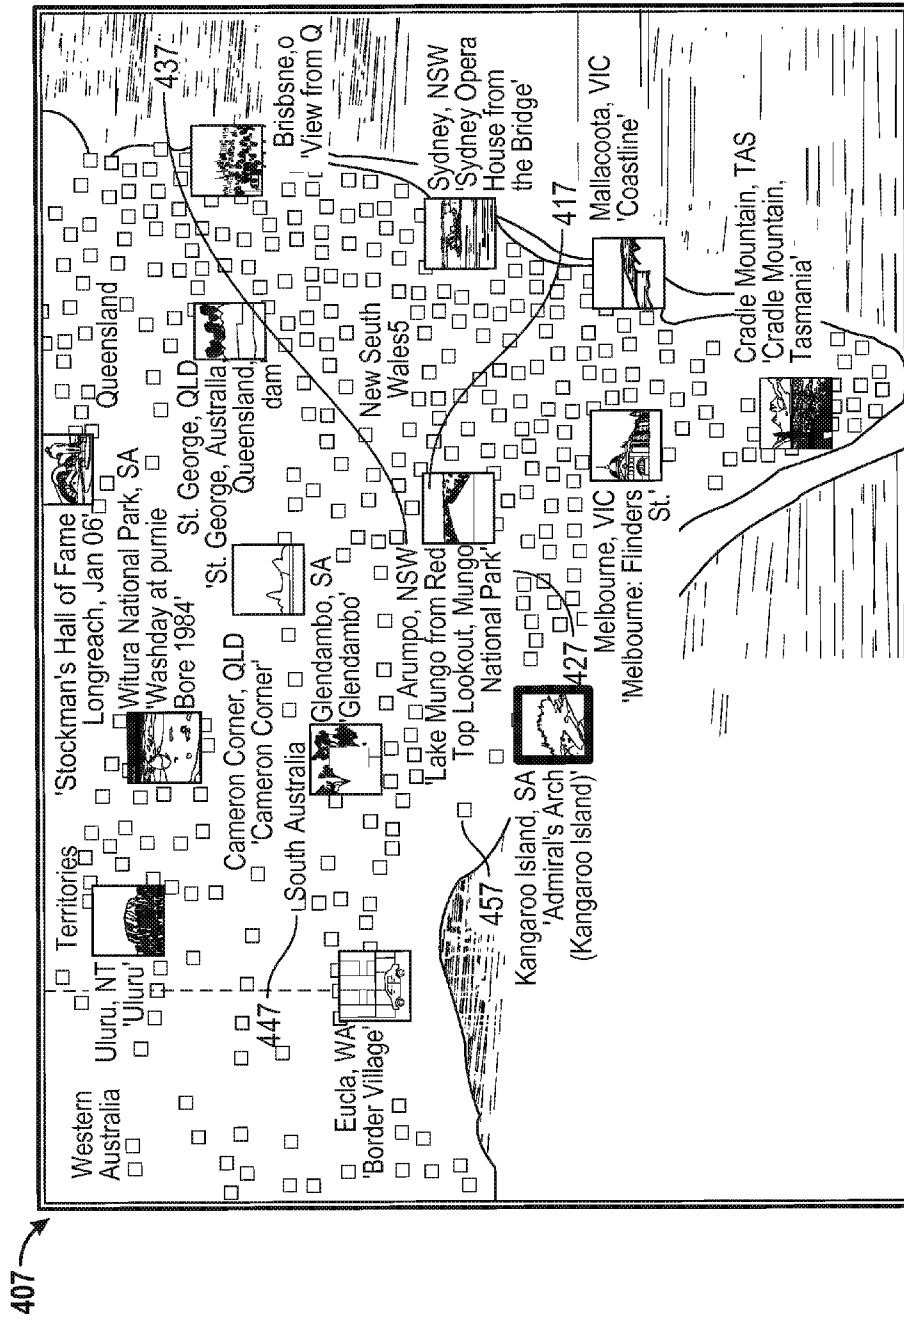 407
Western
Australia
Uluru, NT
'Uluru'
Territories
'Stockman's Hall of Fame
Longreach, Jan 06'
Witura National Park, SA
'Washday at purnie
Bore 1984'
Queensland
437
St. George, QLD
'St. George, Australia,
Queensland,
dam
Brisbsne,o
'View from Q
Cameron Corner, QLD
'Cameron Corner'
447
South Australia
Glendambo, SA
'Glendambo'
Eucla, WA
'Border Village'
New Seuth
Wales5
Arumpo, NSW
'Lake Mungo from Red
Top Lookout, Mungo
National Park'
Sydney, NSW
'Sydney Opera
House from
the Bridge'
417
457
Kangaroo Island, SA
'Admiral's Arch
(Kangaroo Island)'
427
Melbourne, VIC
'Melbourne: Flinders
St.'
Mallacoota, VIC
'Coastline'
Cradle Mountain, TAS
'Cradle Mountain,
Tasmania'